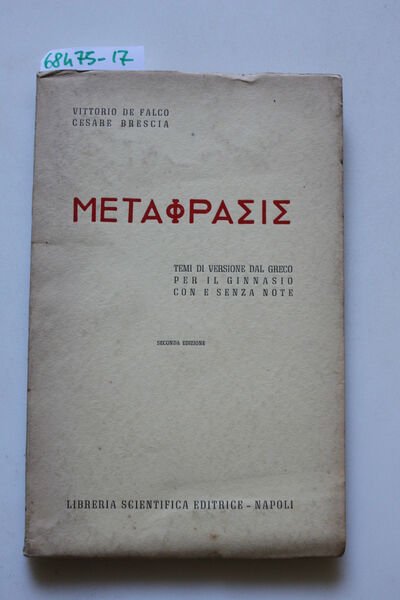 68475-17
VITTORIO DE FALCO
CESARE BRESCIA
ΜΕΤΑΦΡΑΣΙΣ
TEMI DI VERSIONE DAL GRECO
PER IL GINNASIO
CON E SENZA NOTE
SECONDA EDIZIONE
LIBRERIA SCIENTIFICA EDITRICE - NAPOLI